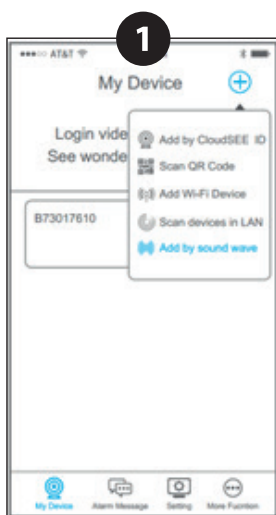 1
AT&T
My Device
Login vide
See wonde
Add by CloudSEE ID
Scan QR Code
Add Wi-Fi Device
Scan devices in LAN
Add by sound wave
B73017610
My Device Alarm Message Setting More Fucntion